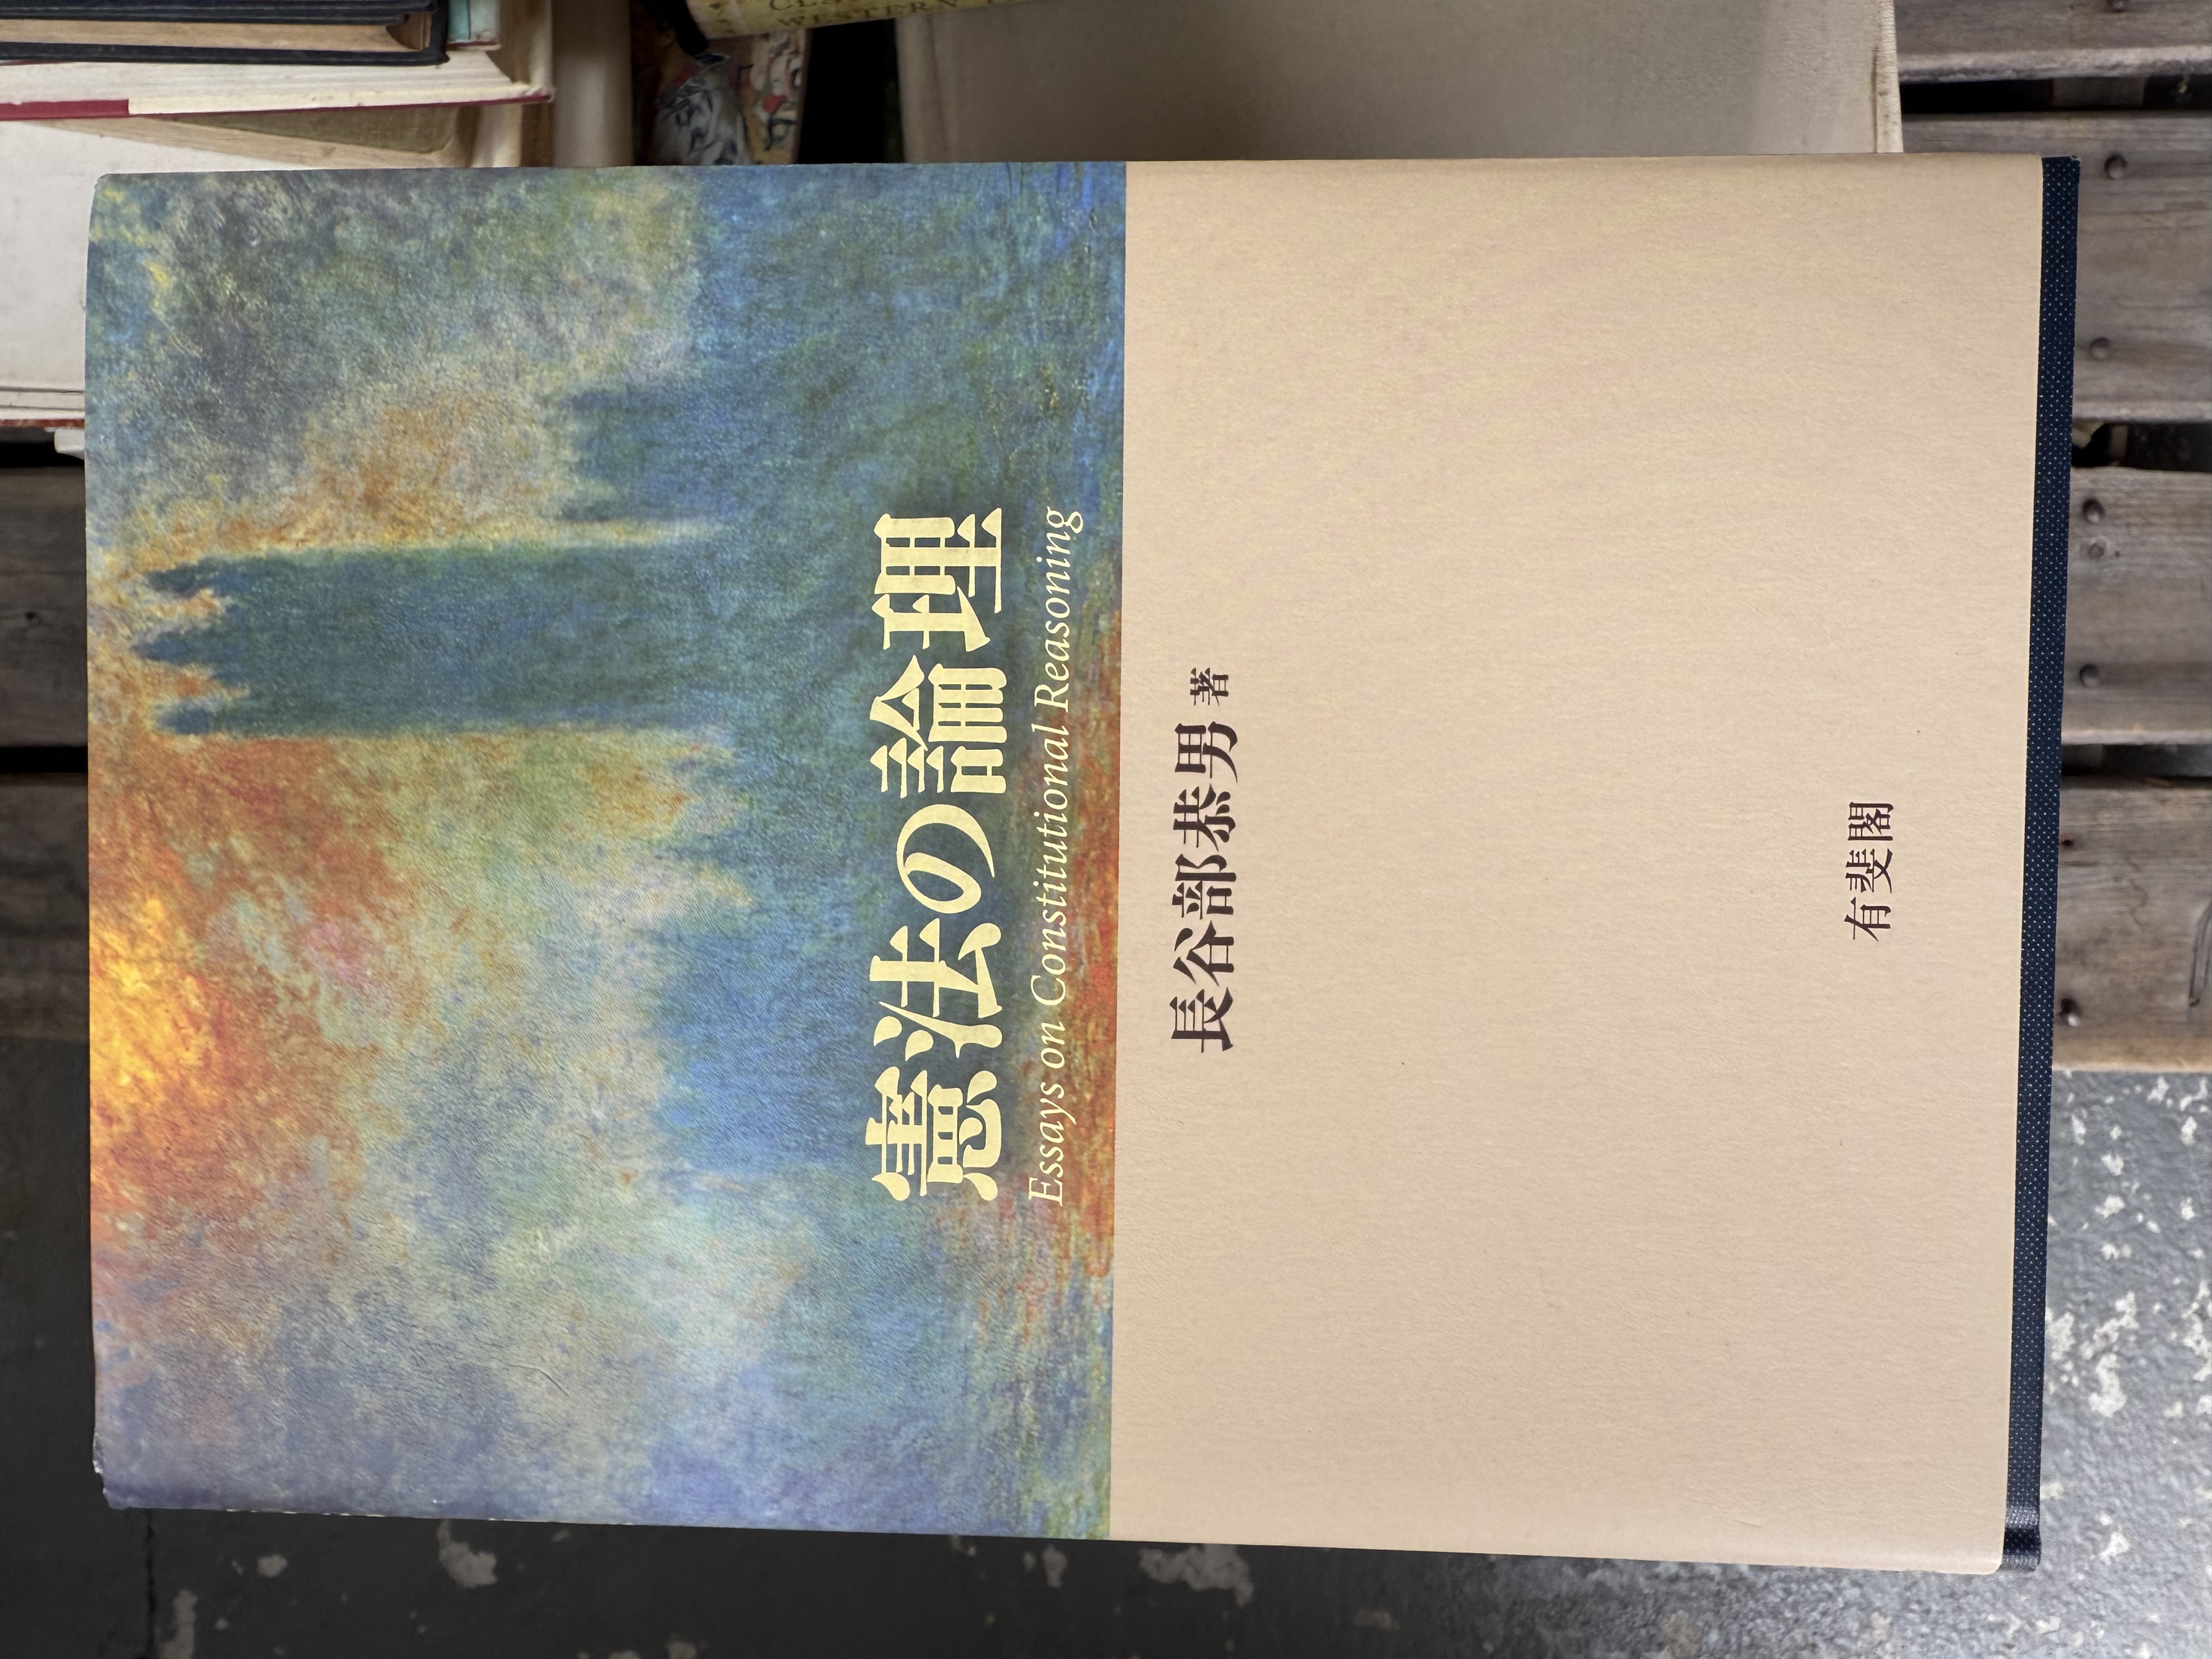 憲法の論理
Essays on Constitutional Reasoning
長谷部恭男 著
有斐閣